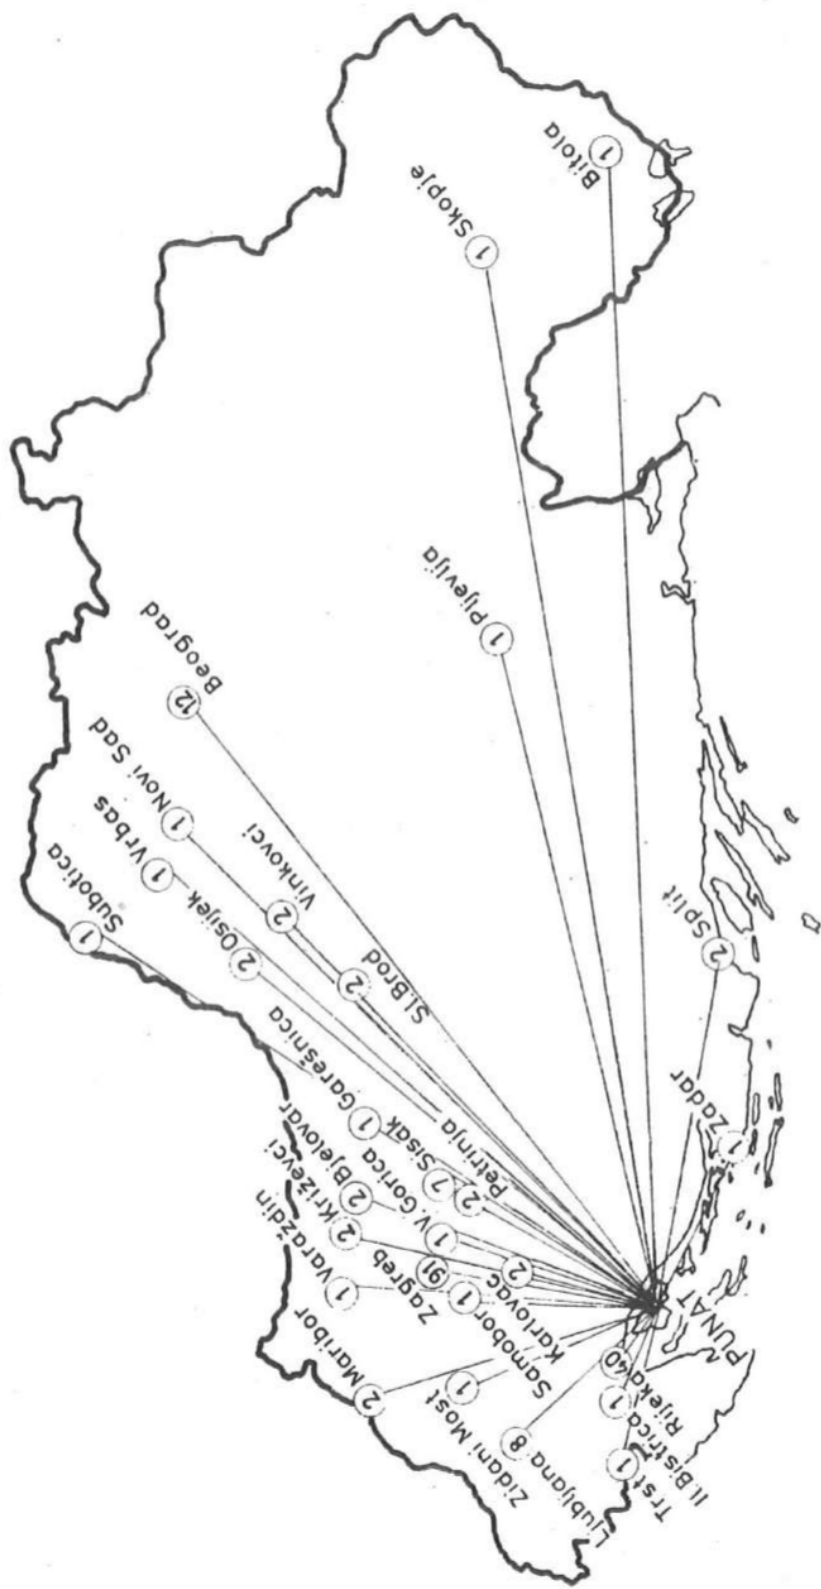 2 Maribor
1 Varaždin
2 Križevci
2 Bjelovar
1 Garešnica
1 Subotica
1 Vrbas
1 Novi Sad
12 Beograd
2 Osijek
2 Vinkovci
2 Sl.Brod
1 Zidani Most
8 Ljubljana
1 Samobor
91 Zagreb
2 Karlovac
1 V.Gorica
7 Sisak
2 Petrinja
1 Trst
1 Il.Bistrica
40 Rijeka
PUNAT
1 Zadar
2 Split
1 Pljevlja
1 Skopje
1 Bitola